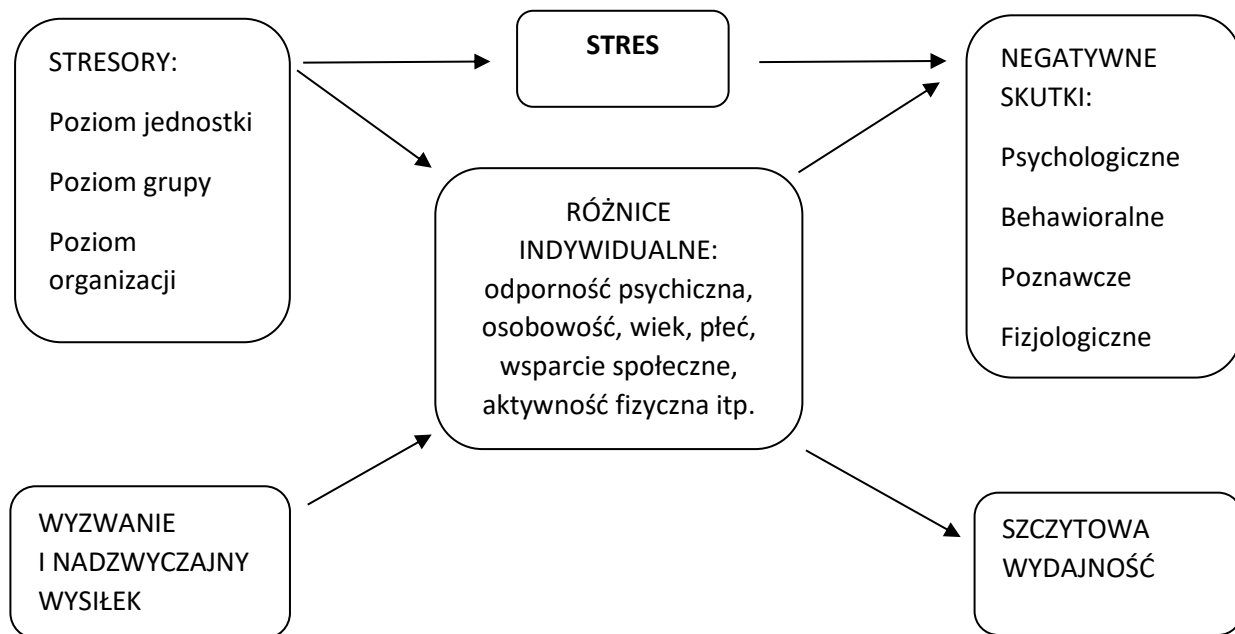 STRESORY:
Poziom jednostki
Poziom grupy
Poziom
organizacji
STRES
NEGATYWNE
SKUTKI:
Psychologiczne
Behawioralne
Poznawcze
Fizjologiczne
RÓŻNICE
INDYWIDUALNE:
odporność psychiczna,
osobowość, wiek, płeć,
wsparcie społeczne,
aktywność fizyczna itp.
WYZWANIE
I NADZWYCZAJNY
WYSIŁEK
SZCZYTOWA
WYDAJNOŚĆ